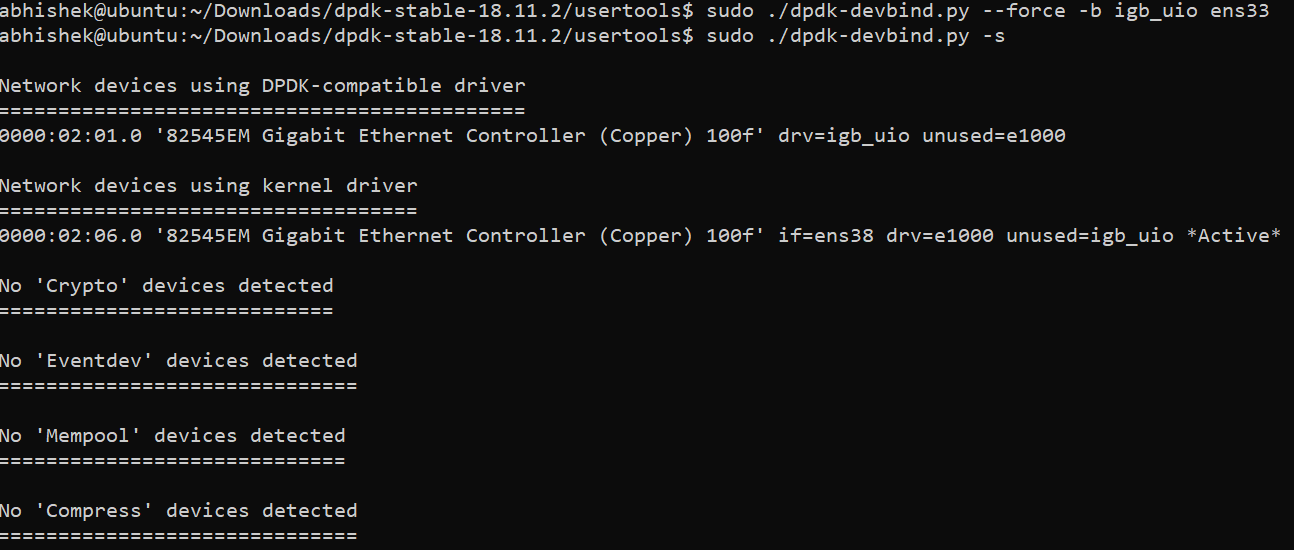 abhishek@ubuntu:~/Downloads/dpdk-stable-18.11.2/usertools$ sudo ./dpdk-devbind.py --force -b igb_uio ens33
abhishek@ubuntu:~/Downloads/dpdk-stable-18.11.2/usertools$ sudo ./dpdk-devbind.py -s
Network devices using DPDK-compatible driver
============================================
0000:02:01.0 '82545EM Gigabit Ethernet Controller (Copper) 100f' drv=igb_uio unused=e1000
Network devices using kernel driver
===================================
0000:02:06.0 '82545EM Gigabit Ethernet Controller (Copper) 100f' if=ens38 drv=e1000 unused=igb_uio *Active*
No 'Crypto' devices detected
============================
No 'Eventdev' devices detected
==============================
No 'Mempool' devices detected
=============================
No 'Compress' devices detected
==============================